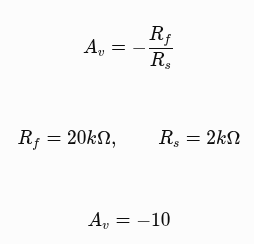 A_v = -\frac{R_f}{R_s}
R_f = 20kΩ, R_s = 2kΩ
A_v = -10